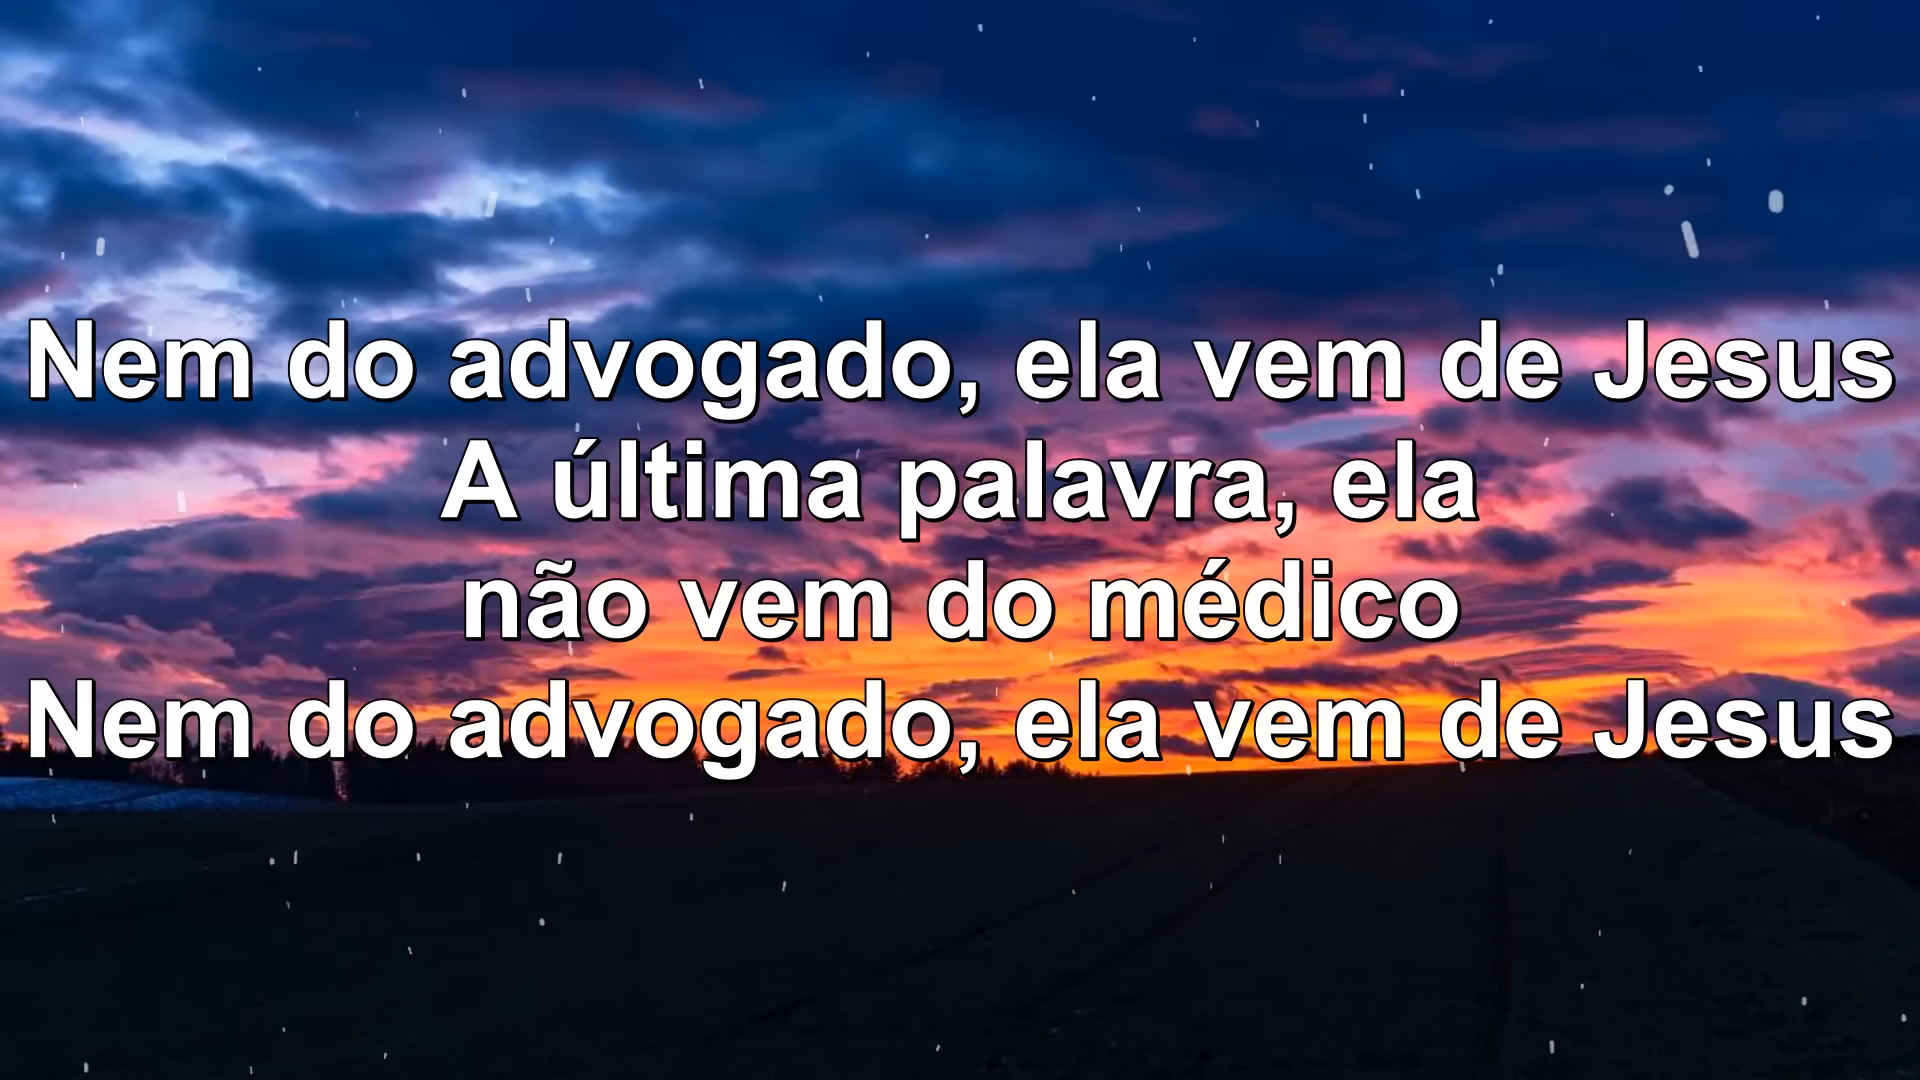 Nem do advogado, ela vem de Jesus
A última palavra, ela
não vem do médico
Nem do advogado, ela vem de Jesus